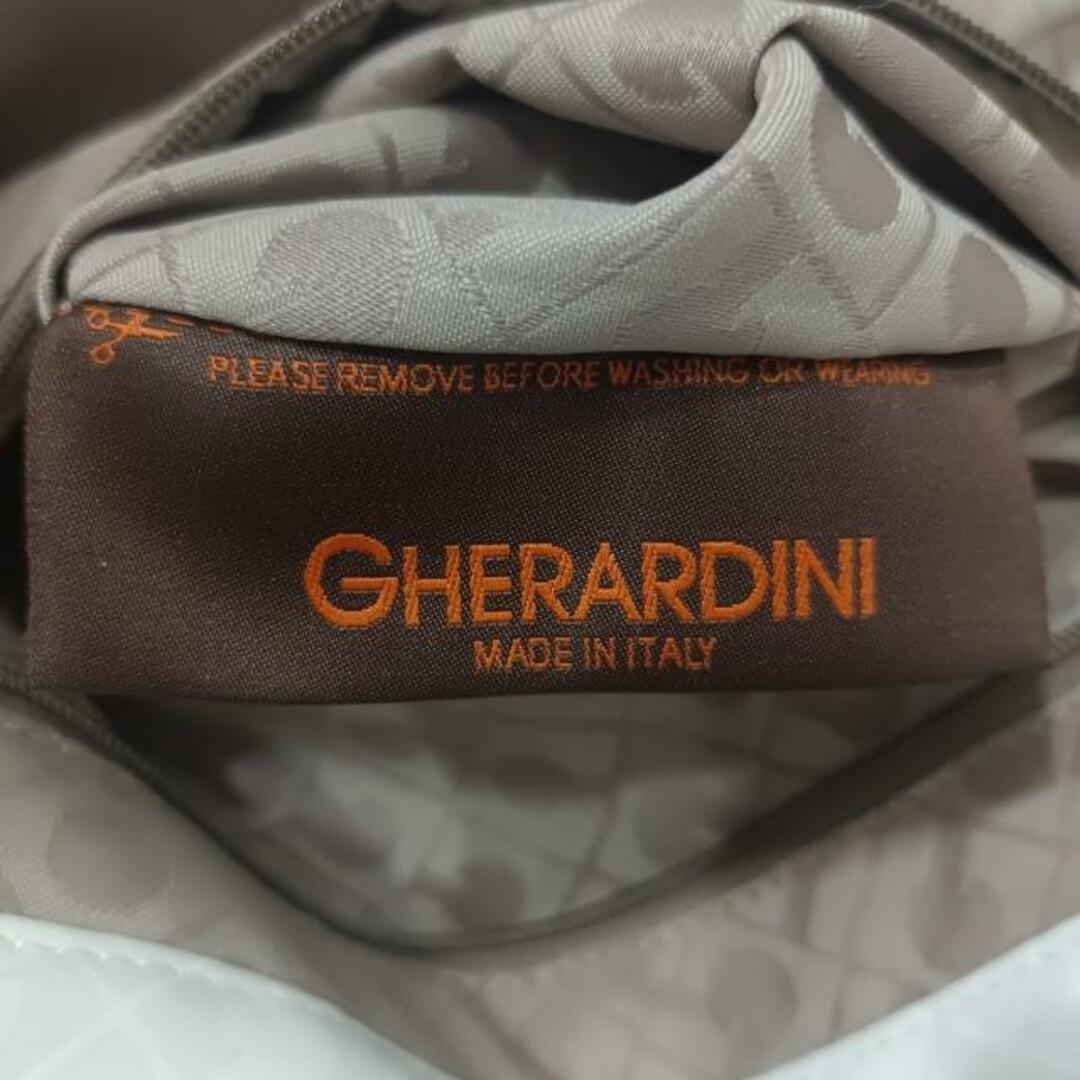 PLEASE REMOVE BEFORE WASHING OR WEARING
GHERARDINI
MADE IN ITALY